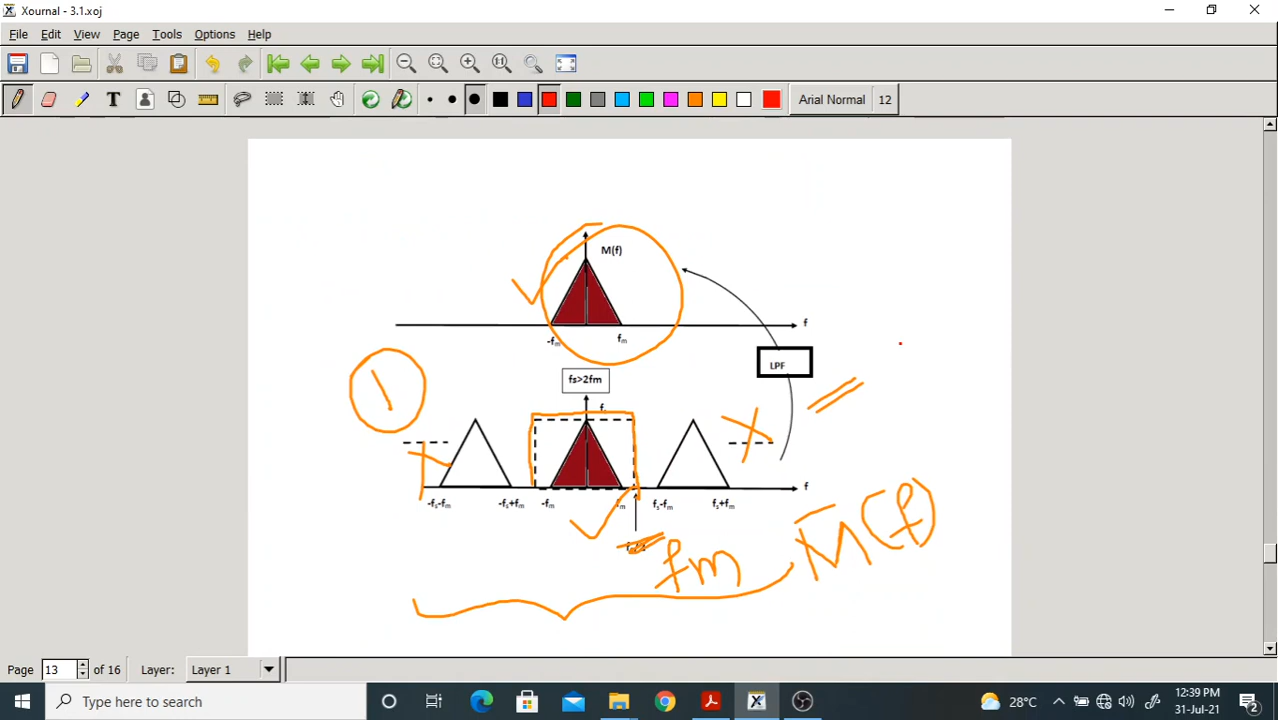 Xournal - 3.1.xoj
File Edit View Page Tools Options Help
T
Arial Normal 12
M(f)
f
-fm fm
LPF
1
fs>2fm
f
-fs-fm -fs+fm -fm fm fs-fm fs+fm
fm M̅(f)
Page 13 of 16 Layer: Layer 1
Type here to search
28°C
12:39 PM
31-Jul-21
2